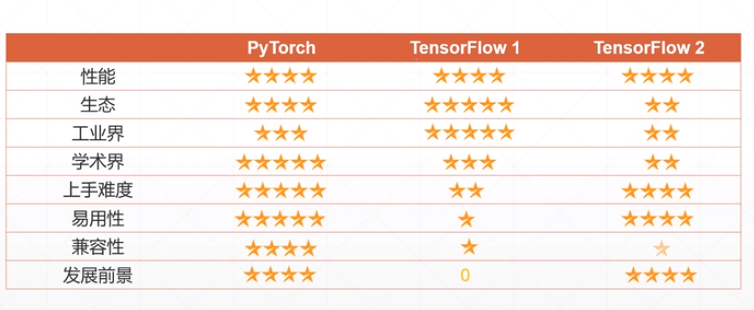 PyTorch TensorFlow 1 TensorFlow 2
性能 ★★★★ ★★★★ ★★★★
生态 ★★★★ ★★★★★ ★★
工业界 ★★★ ★★★★★ ★★
学术界 ★★★★★ ★★★ ★★
上手难度 ★★★★★ ★★ ★★★★
易用性 ★★★★★ ★ ★★★★
兼容性 ★★★★ ★ ★
发展前景 ★★★★ 0 ★★★★